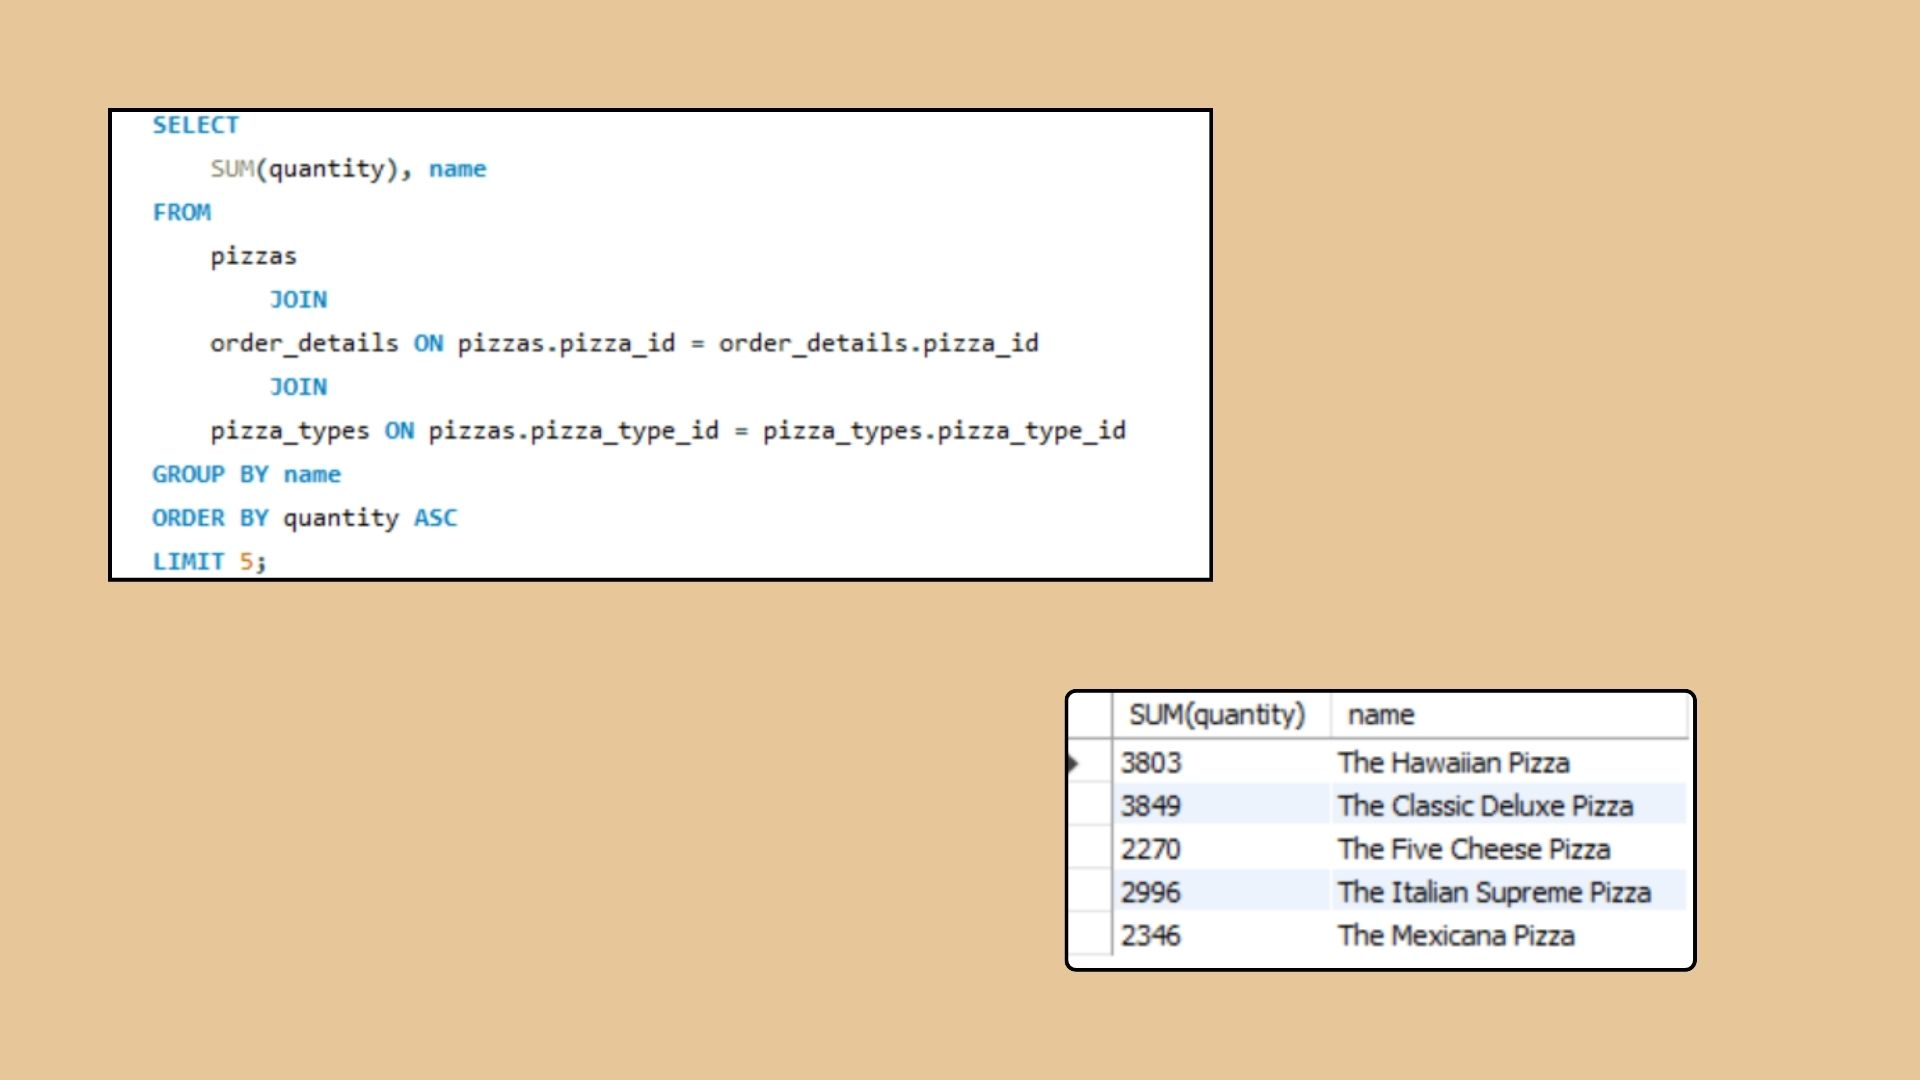 SELECT
SUM(quantity), name
FROM
pizzas
JOIN
order_details ON pizzas.pizza_id = order_details.pizza_id
JOIN
pizza_types ON pizzas.pizza_type_id = pizza_types.pizza_type_id
GROUP BY name
ORDER BY quantity ASC
LIMIT 5;
SUM(quantity) name
3803 The Hawaiian Pizza
3849 The Classic Deluxe Pizza
2270 The Five Cheese Pizza
2996 The Italian Supreme Pizza
2346 The Mexicana Pizza